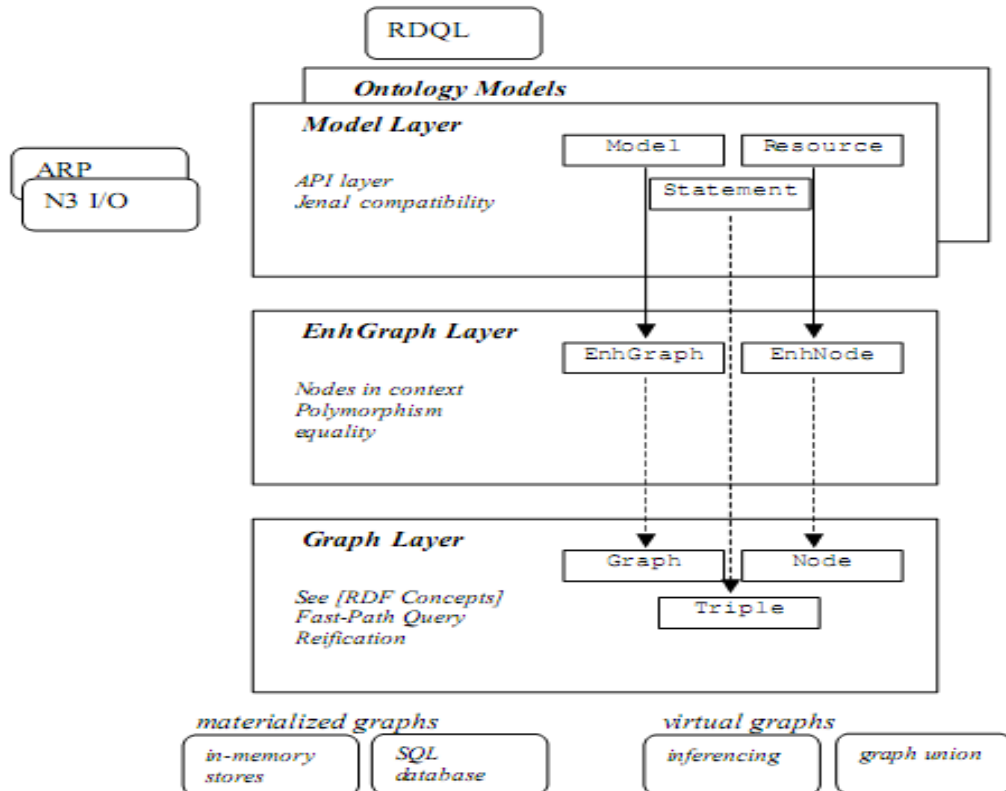 RDQL
Ontology Models
Model Layer
Model
Resource
ARP
API layer
Statement
N3 I/O
Jenal compatibility
EnhGraph Layer
EnhGraph
EnhNode
Nodes in context
Polymorphism
equality
Graph Layer
Graph
Node
See [RDF Concepts]
Triple
Fast-Path Query
Reification
materialized graphs
virtual graphs
in-memory
stores
SQL
database
inferencing
graph union